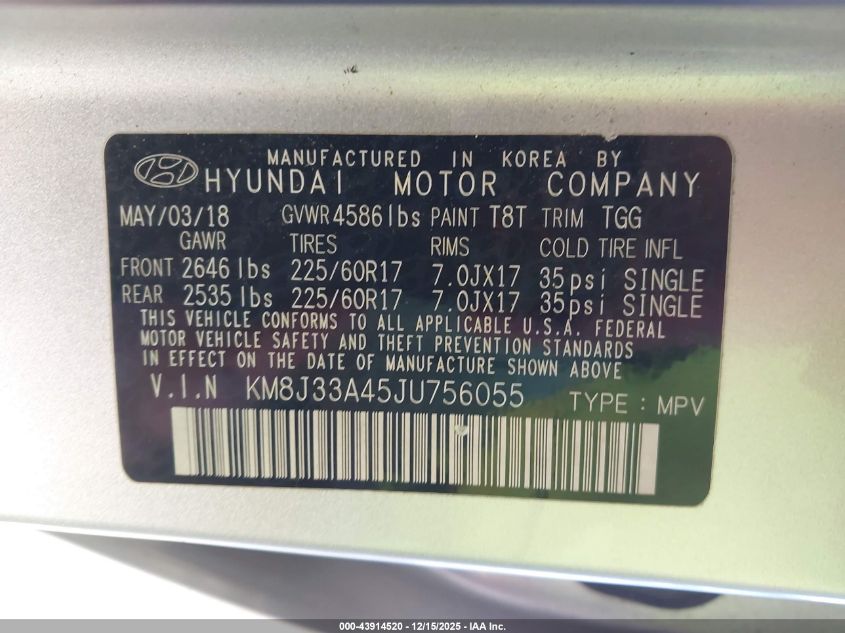 MANUFACTURED IN KOREA BY
HYUNDAI MOTOR COMPANY
MAY/03/18 GVWR 4586 lbs PAINT T8T TRIM TGG
GAWR TIRES RIMS COLD TIRE INFL
FRONT 2646 lbs 225/60R17 7.0JX17 35psi SINGLE
REAR 2535 lbs 225/60R17 7.0JX17 35psi SINGLE
THIS VEHICLE CONFORMS TO ALL APPLICABLE U.S.A. FEDERAL
MOTOR VEHICLE SAFETY AND THEFT PREVENTION STANDARDS
IN EFFECT ON THE DATE OF MANUFACTURE SHOWN ABOVE
V.I.N KM8J33A45JU756055 TYPE : MPV
000-43914520 - 12/15/2025 - IAA Inc.